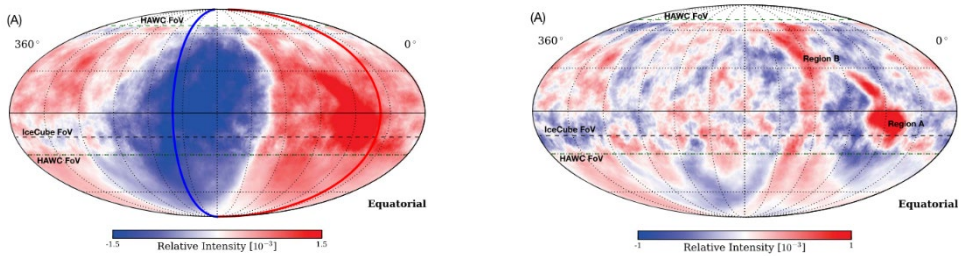 (A)
HAWC FoV
360°
0°
IceCube FoV
HAWC FoV
Equatorial
-1.5
1.5
Relative Intensity [10⁻³]
(A)
HAWC FoV
360°
0°
Region B
Region A
IceCube FoV
HAWC FoV
Equatorial
-1
1
Relative Intensity [10⁻³]